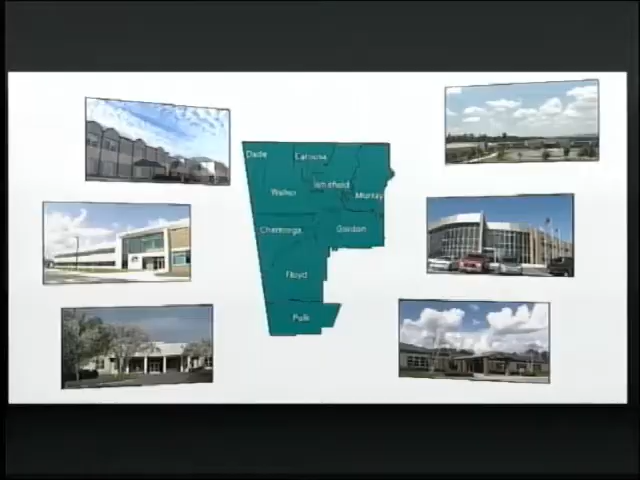 Dade
Catoosa
Whitfield
Walker
Murray
Chattooga
Gordon
Floyd
Polk